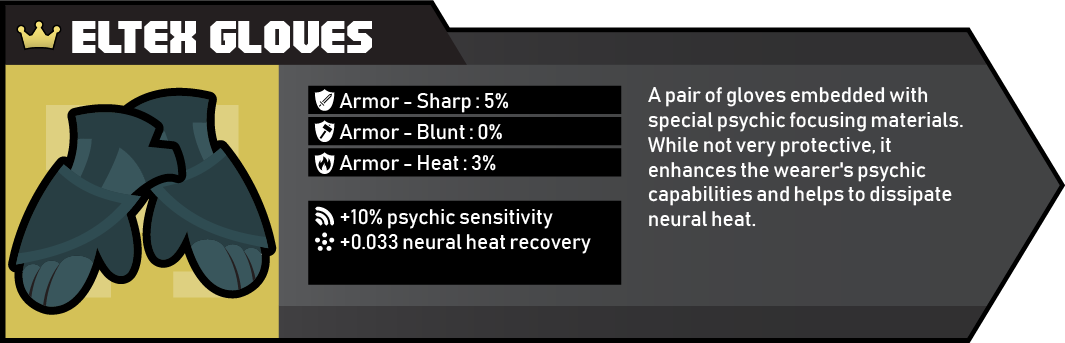 ELTEX GLOVES
Armor - Sharp : 5%
Armor - Blunt : 0%
Armor - Heat : 3%
+10% psychic sensitivity
+0.033 neural heat recovery
A pair of gloves embedded with
special psychic focusing materials.
While not very protective, it
enhances the wearer's psychic
capabilities and helps to dissipate
neural heat.